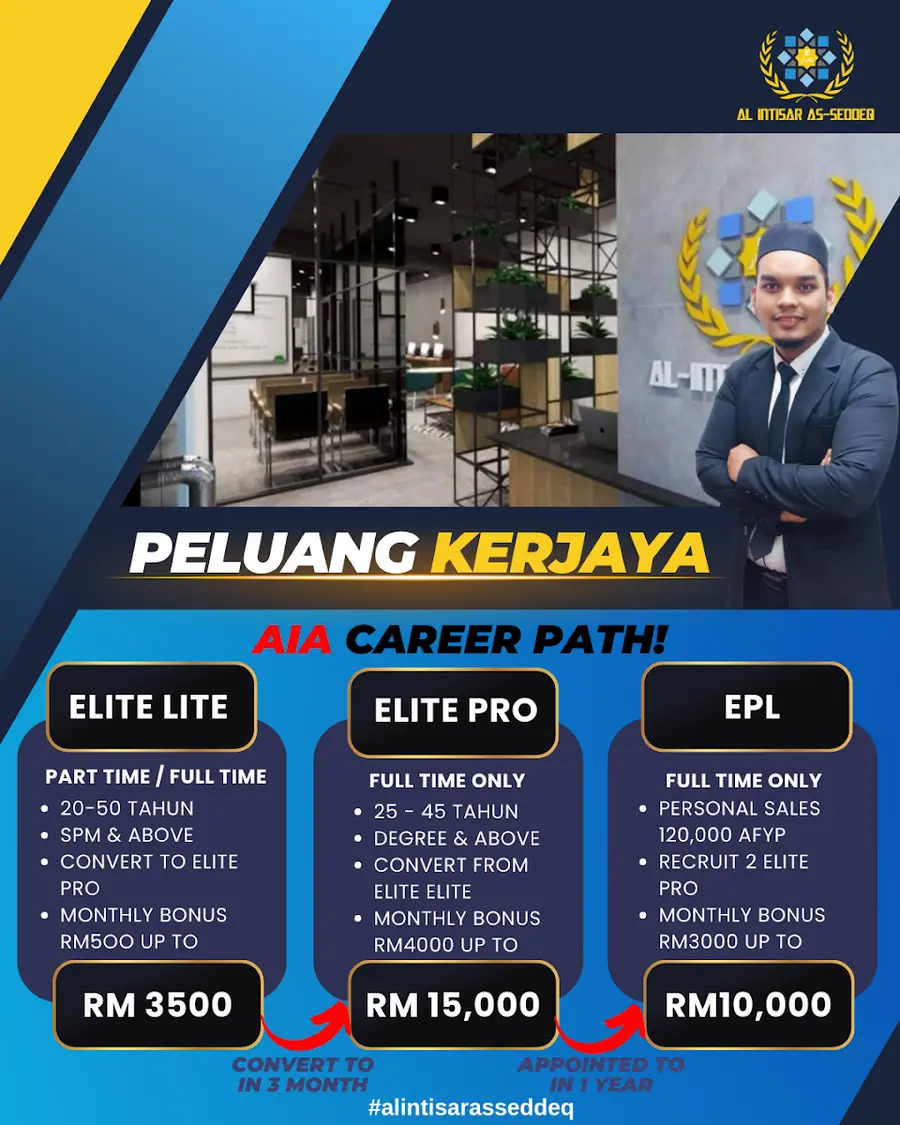 AL INTISAR AS-SEDDEQ
AL-INT
PELUANG KERJAYA
AIA CAREER PATH!
ELITE LITE
PART TIME / FULL TIME
20-50 TAHUN
SPM & ABOVE
CONVERT TO ELITE
PRO
MONTHLY BONUS
RM500 UP TO
RM 3500
ELITE PRO
FULL TIME ONLY
25 - 45 TAHUN
DEGREE & ABOVE
CONVERT FROM
ELITE ELITE
MONTHLY BONUS
RM4000 UP TO
RM 15,000
EPL
FULL TIME ONLY
PERSONAL SALES
120,000 AFYP
RECRUIT 2 ELITE
PRO
MONTHLY BONUS
RM3000 UP TO
RM10,000
CONVERT TO
IN 3 MONTH
APPOINTED TO
IN 1 YEAR
#alintisarasseddeq